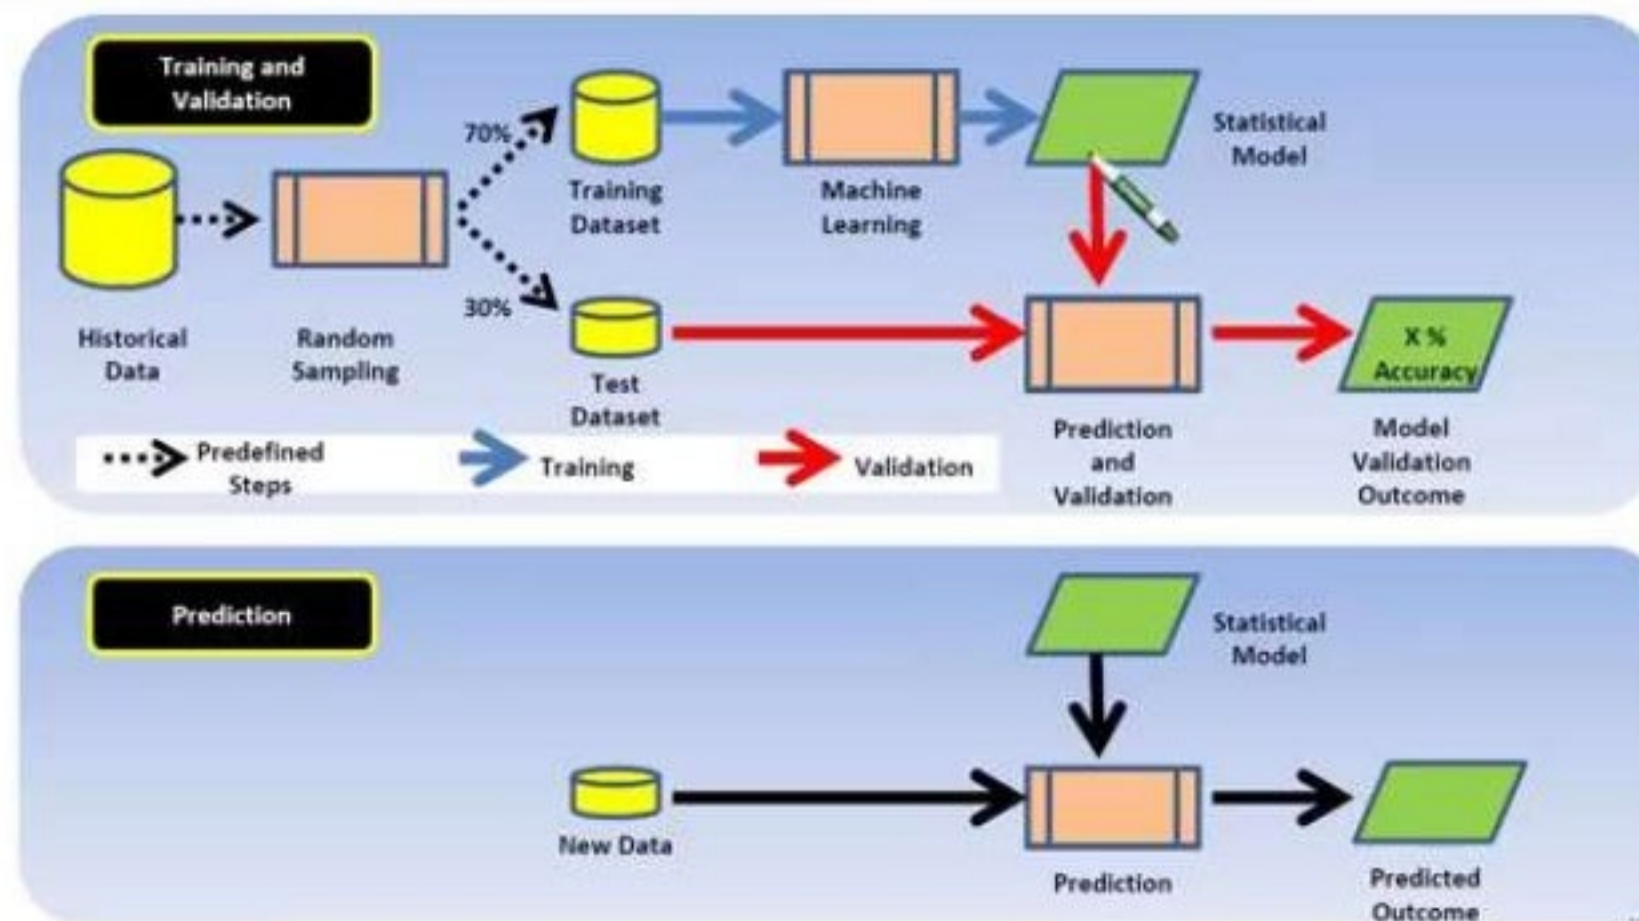 Training and
Validation
70%
30%
Historical
Data
Random
Sampling
Training
Dataset
Machine
Learning
Statistical
Model
Test
Dataset
X %
Accuracy
Prediction
and
Validation
Model
Validation
Outcome
Predefined
Steps
Training
Validation
Prediction
Statistical
Model
New Data
Prediction
Predicted
Outcome